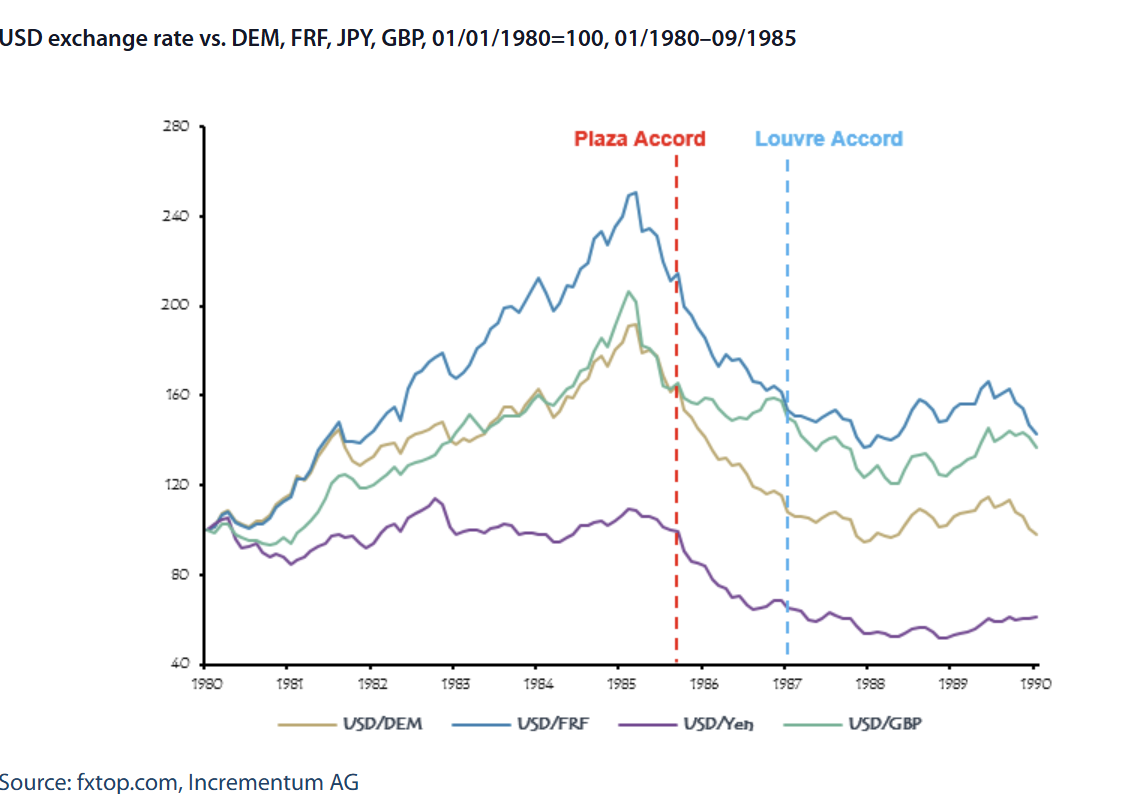 USD exchange rate vs. DEM, FRF, JPY, GBP, 01/01/1980=100, 01/1980–09/1985
Plaza Accord
Louvre Accord
280
240
200
160
120
80
40
1980 1981 1982 1983 1984 1985 1986 1987 1988 1989 1990
USD/DEM USD/FRF USD/Yen USD/GBP
Source: fxtop.com, Incrementum AG